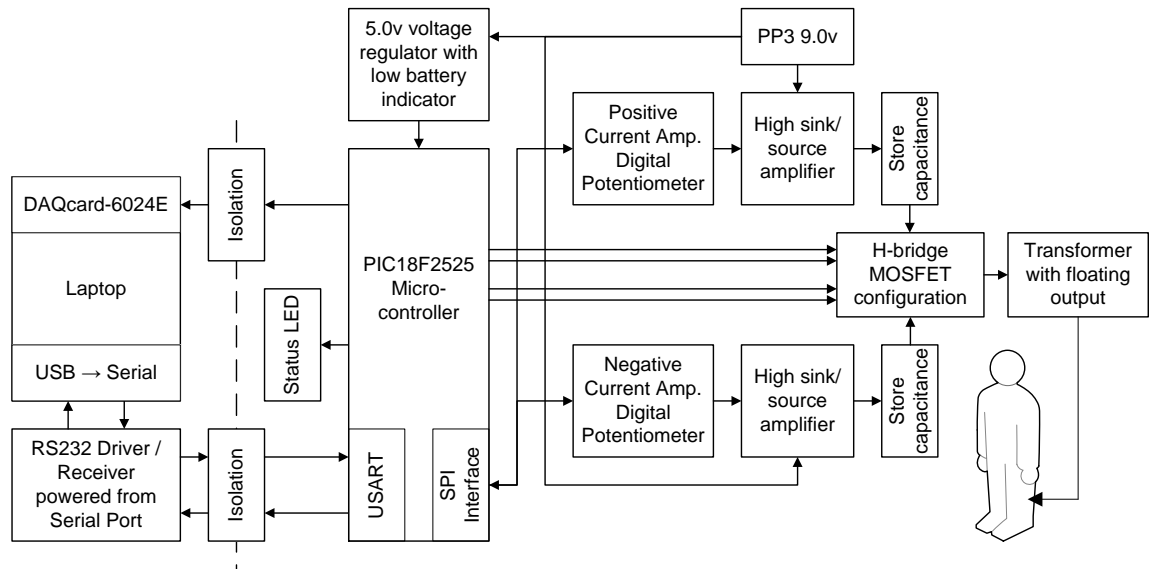 5.0v voltage
regulator with
low battery
indicator
PP3 9.0v
Positive
Current Amp.
Digital
Potentiometer
High sink/
source
amplifier
Store
capacitance
DAQcard-6024E
Laptop
USB → Serial
Isolation
PIC18F2525
Micro-
controller
Status LED
H-bridge
MOSFET
configuration
Transformer
with floating
output
Negative
Current Amp.
Digital
Potentiometer
High sink/
source
amplifier
Store
capacitance
RS232 Driver /
Receiver
powered from
Serial Port
Isolation
USART
SPI
Interface